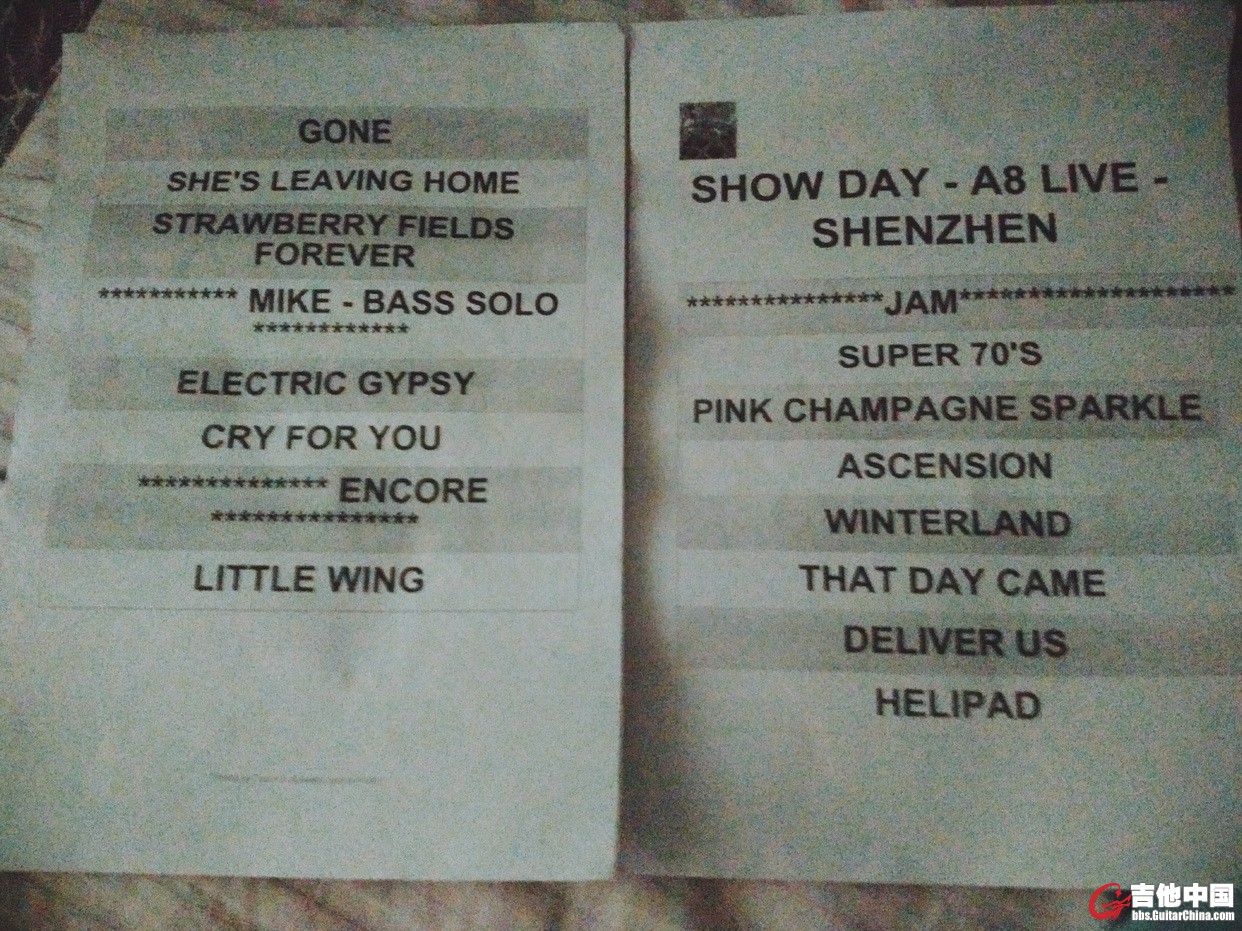 GONE
SHE'S LEAVING HOME
STRAWBERRY FIELDS
FOREVER
*********** MIKE - BASS SOLO
************
ELECTRIC GYPSY
CRY FOR YOU
************** ENCORE
***************
LITTLE WING
SHOW DAY - A8 LIVE -
SHENZHEN
***************JAM*********************
SUPER 70'S
PINK CHAMPAGNE SPARKLE
ASCENSION
WINTERLAND
THAT DAY CAME
DELIVER US
HELIPAD
吉他中国
bbs.GuitarChina.com